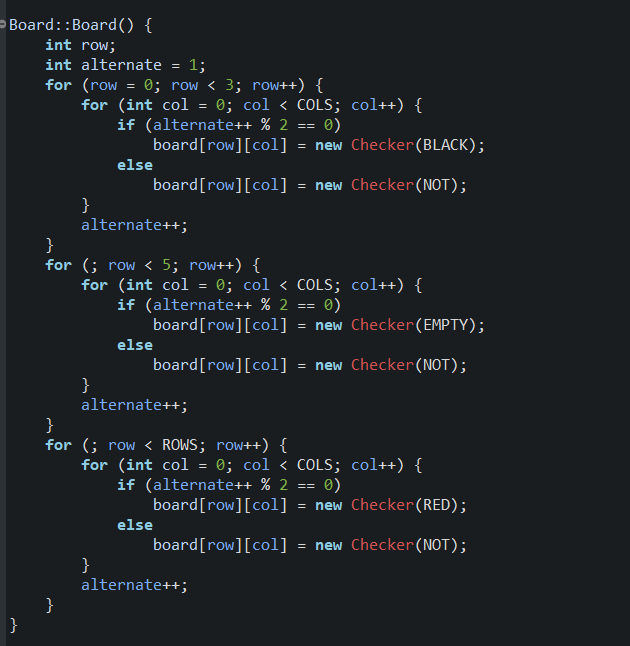 Board::Board() {
    int row;
    int alternate = 1;
    for (row = 0; row < 3; row++) {
        for (int col = 0; col < COLS; col++) {
            if (alternate++ % 2 == 0)
                board[row][col] = new Checker(BLACK);
            else
                board[row][col] = new Checker(NOT);
        }
        alternate++;
    }
    for (; row < 5; row++) {
        for (int col = 0; col < COLS; col++) {
            if (alternate++ % 2 == 0)
                board[row][col] = new Checker(EMPTY);
            else
                board[row][col] = new Checker(NOT);
        }
        alternate++;
    }
    for (; row < ROWS; row++) {
        for (int col = 0; col < COLS; col++) {
            if (alternate++ % 2 == 0)
                board[row][col] = new Checker(RED);
            else
                board[row][col] = new Checker(NOT);
        }
        alternate++;
    }
}